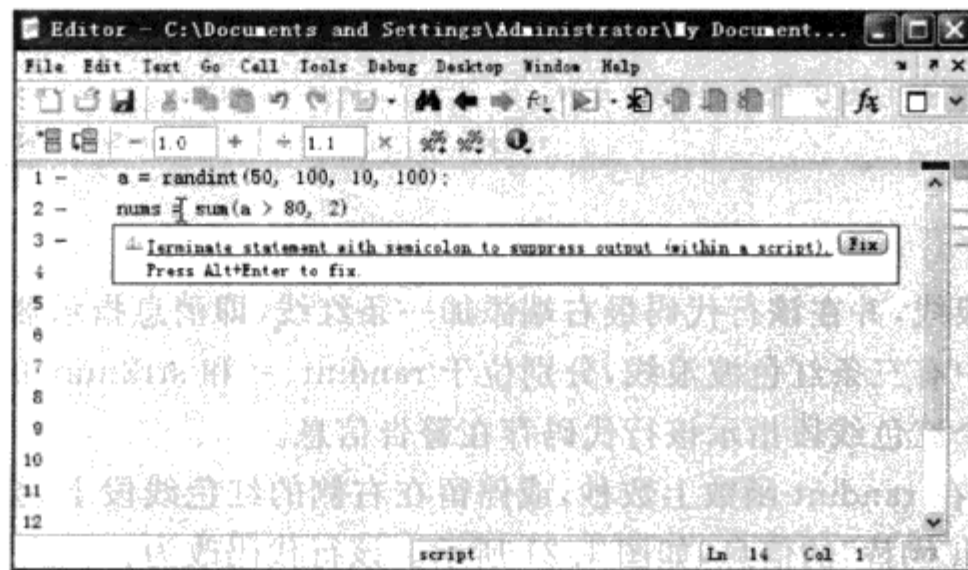 Editor - C:\Documents and Settings\Administrator\My Document...
File Edit Text Go Cell Tools Debug Desktop Window Help
1.0 + ÷ 1.1 ×
1 - a = randint(50, 100, 10, 100);
2 - nums = sum(a > 80, 2)
3 - Terminate statement with semicolon to suppress output (within a script). Fix
4 Press Alt+Enter to fix.
5
6
7
8
9
10
11
12
script Ln 14 Col 1